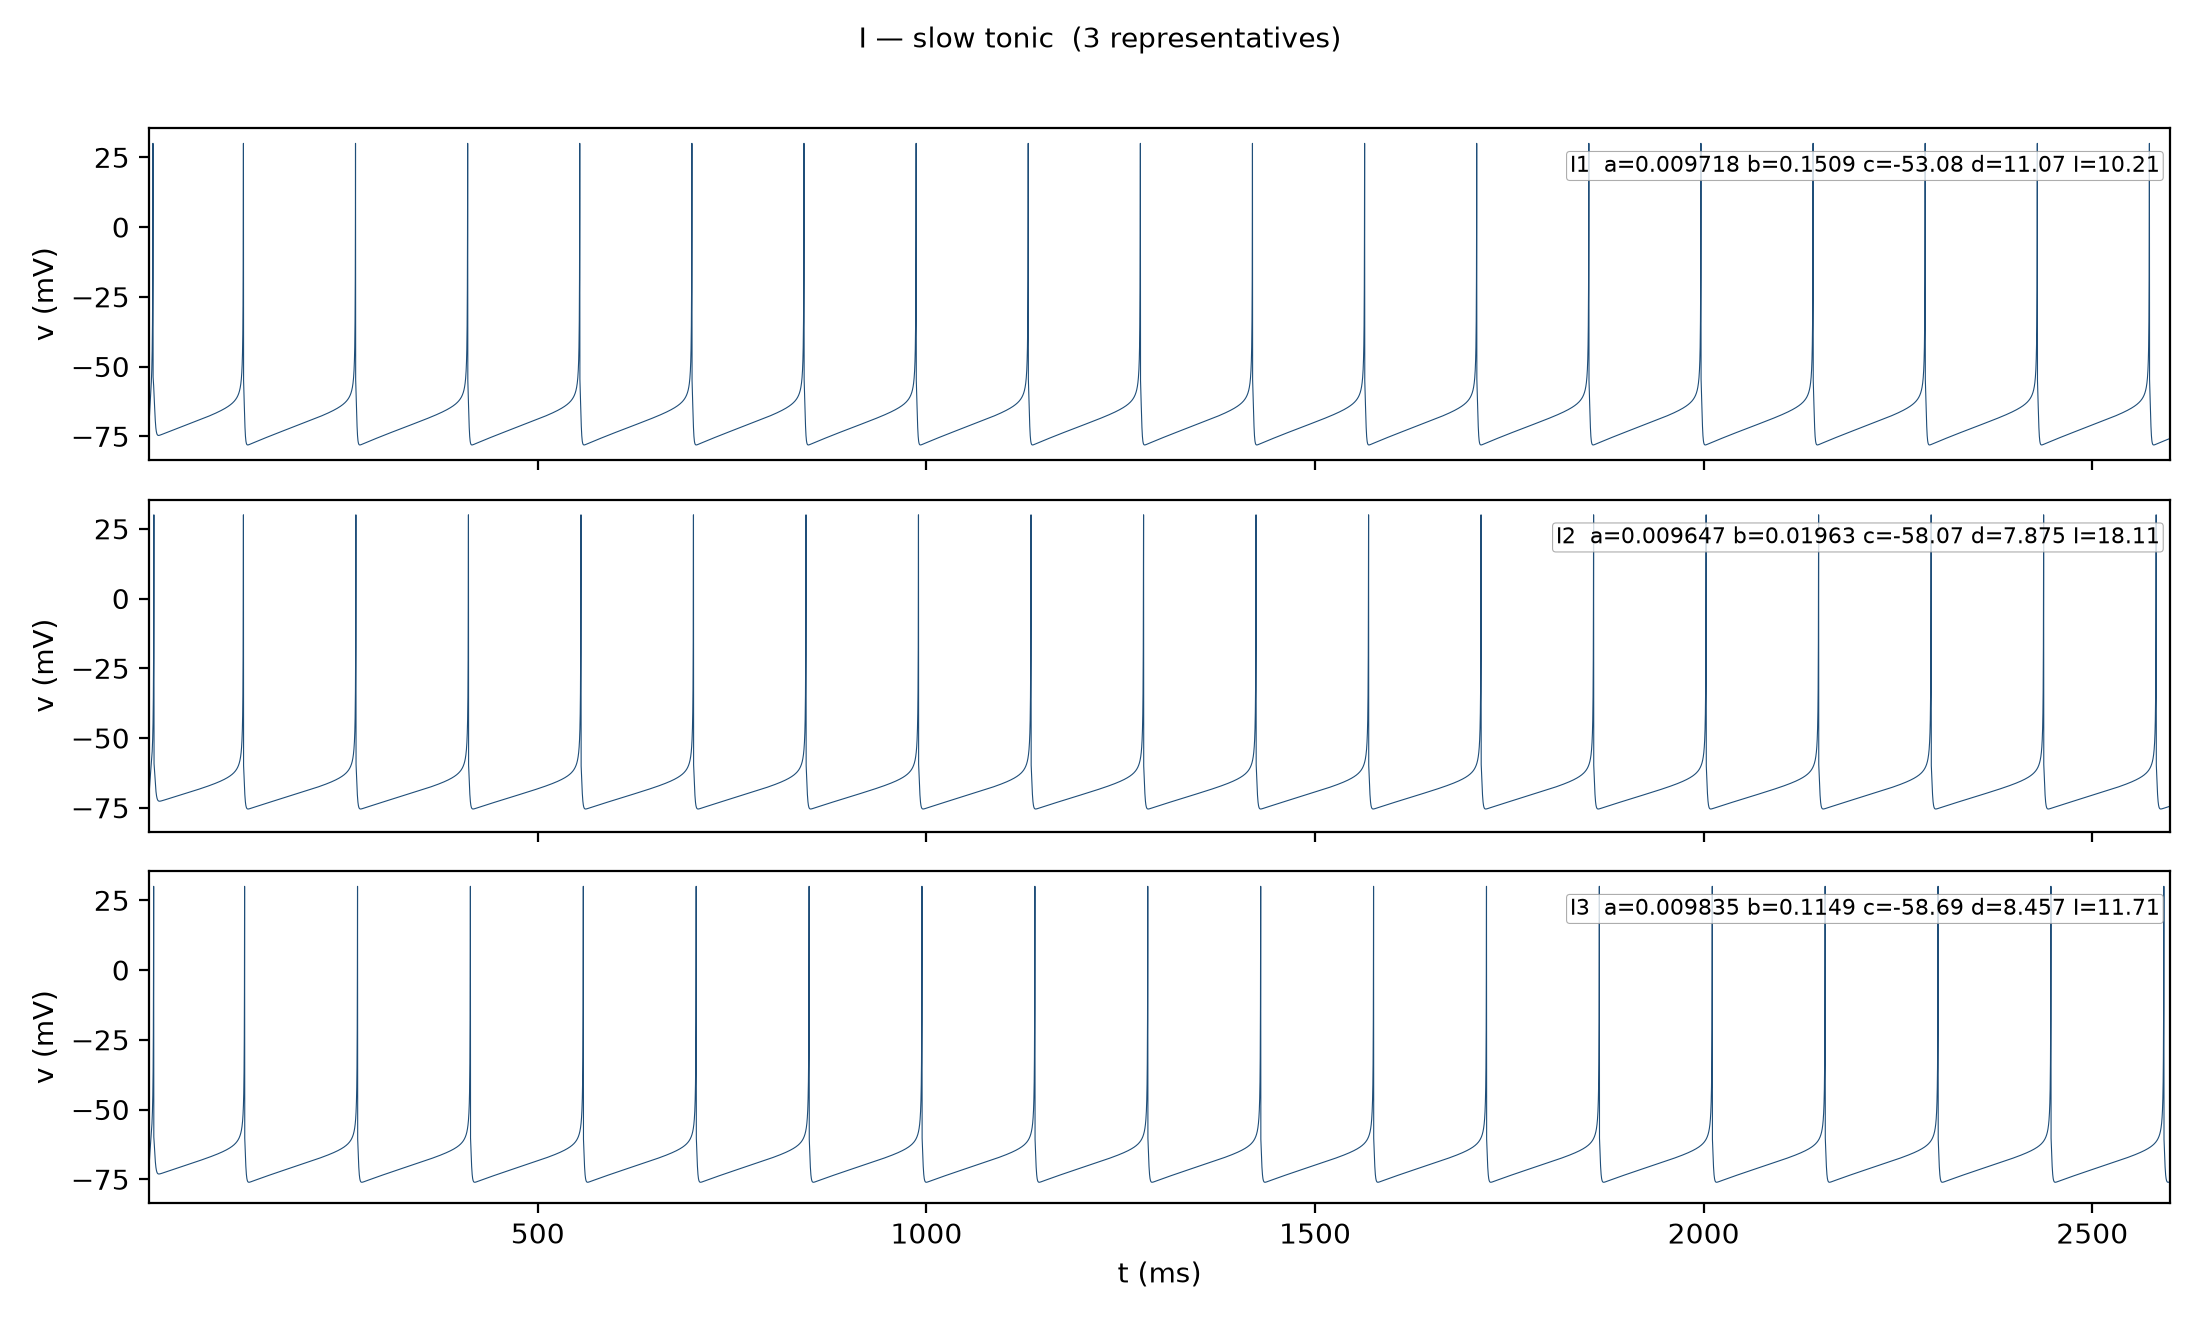 I — slow tonic  (3 representatives)
25
0
−25
−50
−75
v (mV)
I1  a=0.009718 b=0.1509 c=-53.08 d=11.07 I=10.21
25
0
−25
−50
−75
v (mV)
I2  a=0.009647 b=0.01963 c=-58.07 d=7.875 I=18.11
25
0
−25
−50
−75
v (mV)
I3  a=0.009835 b=0.1149 c=-58.69 d=8.457 I=11.71
500 1000 1500 2000 2500
t (ms)